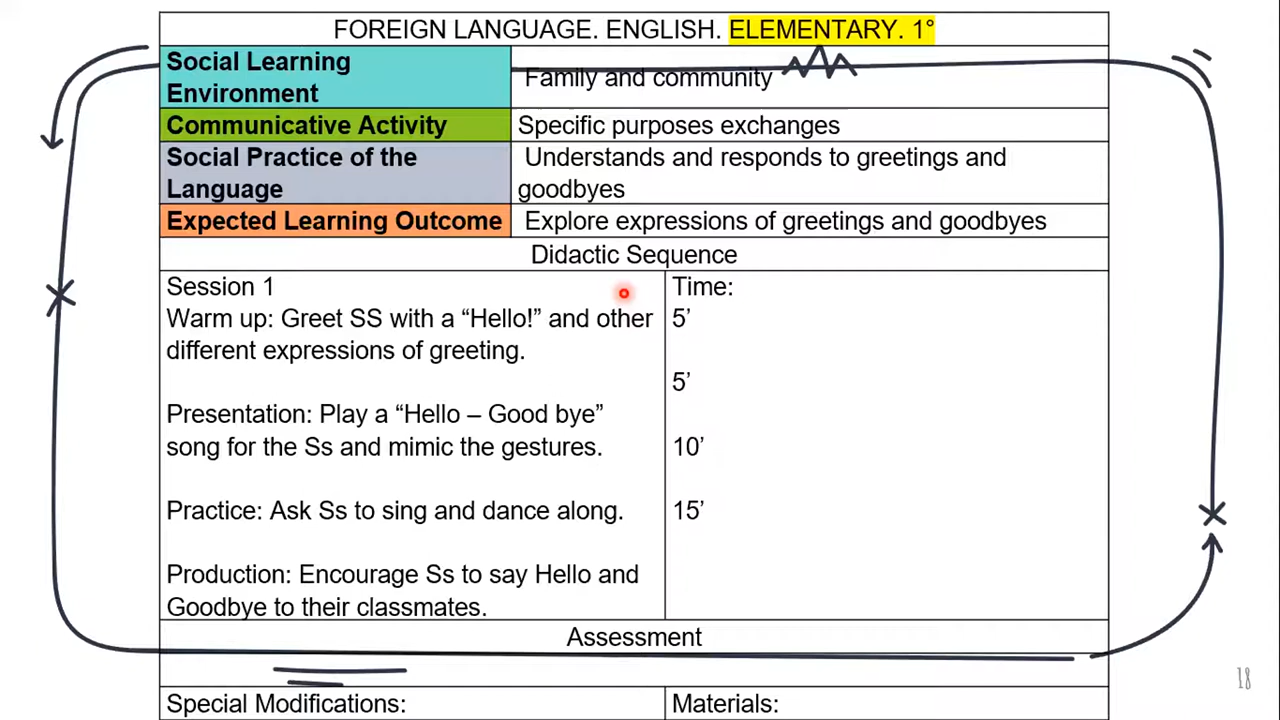 FOREIGN LANGUAGE. ENGLISH. ELEMENTARY. 1°
Social Learning
Environment
Family and community
Communicative Activity
Specific purposes exchanges
Social Practice of the
Language
Understands and responds to greetings and
goodbyes
Expected Learning Outcome
Explore expressions of greetings and goodbyes
Didactic Sequence
Session 1
Warm up: Greet SS with a “Hello!” and other
different expressions of greeting.
Presentation: Play a “Hello – Good bye”
song for the Ss and mimic the gestures.
Practice: Ask Ss to sing and dance along.
Production: Encourage Ss to say Hello and
Goodbye to their classmates.
Time:
5’
5’
10’
15’
Assessment
Special Modifications:
Materials:
18